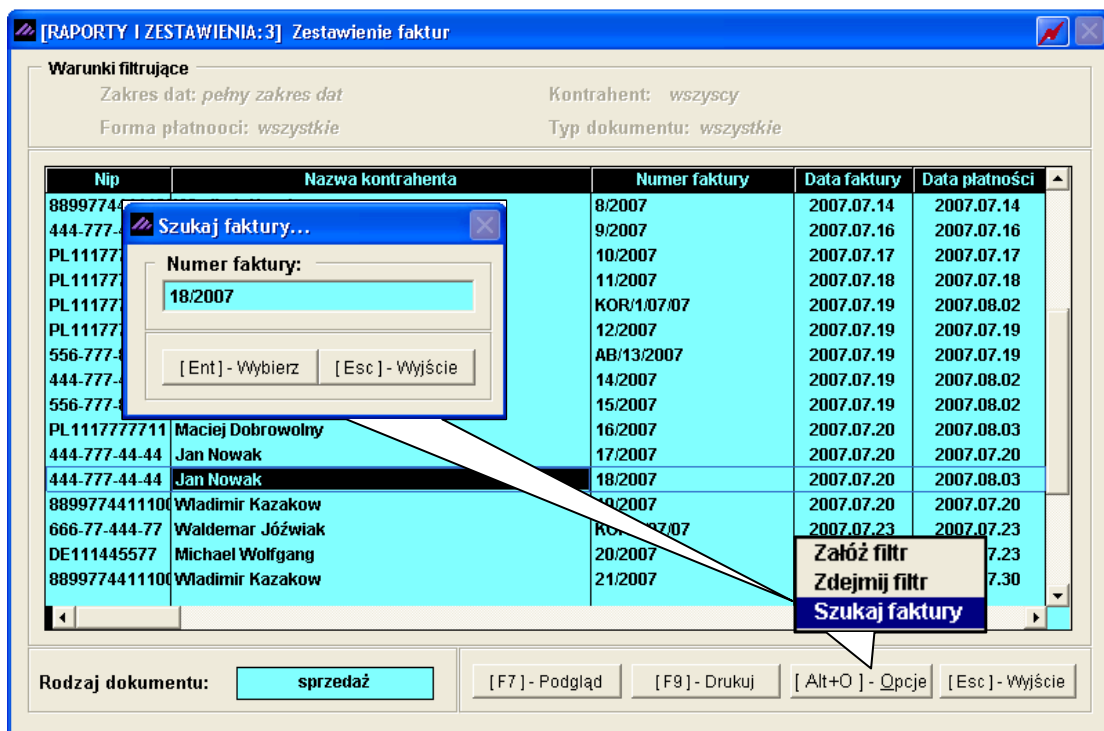 [RAPORTY I ZESTAWIENIA:3] Zestawienie faktur
Warunki filtrujące
Zakres dat: pełny zakres dat Kontrahent: wszyscy
Forma płatnooci: wszystkie Typ dokumentu: wszystkie
Nip Nazwa kontrahenta Numer faktury Data faktury Data płatności
8/2007 2007.07.14 2007.07.14
9/2007 2007.07.16 2007.07.16
10/2007 2007.07.17 2007.07.17
11/2007 2007.07.18 2007.07.18
KOR/1/07/07 2007.07.19 2007.08.02
12/2007 2007.07.19 2007.07.19
AB/13/2007 2007.07.19 2007.07.19
14/2007 2007.07.19 2007.08.02
15/2007 2007.07.19 2007.08.02
PL1117777711 Maciej Dobrowolny 16/2007 2007.07.20 2007.08.03
444-777-44-44 Jan Nowak 17/2007 2007.07.20 2007.07.20
444-777-44-44 Jan Nowak 18/2007 2007.07.20 2007.08.03
889977441110 Wladimir Kazakow 19/2007 2007.07.20 2007.07.20
666-77-444-77 Waldemar Jóźwiak 2007.07.23 2007.07.23
DE111445577 Michael Wolfgang 20/2007 7.23
889977441110 Wladimir Kazakow 21/2007 7.30
Szukaj faktury...
Numer faktury:
18/2007
[Ent] - Wybierz [Esc] - Wyjście
Załóż filtr
Zdejmij filtr
Szukaj faktury
Rodzaj dokumentu: sprzedaż [F7] - Podgląd [F9] - Drukuj [Alt+O] - Opcje [Esc] - Wyjście